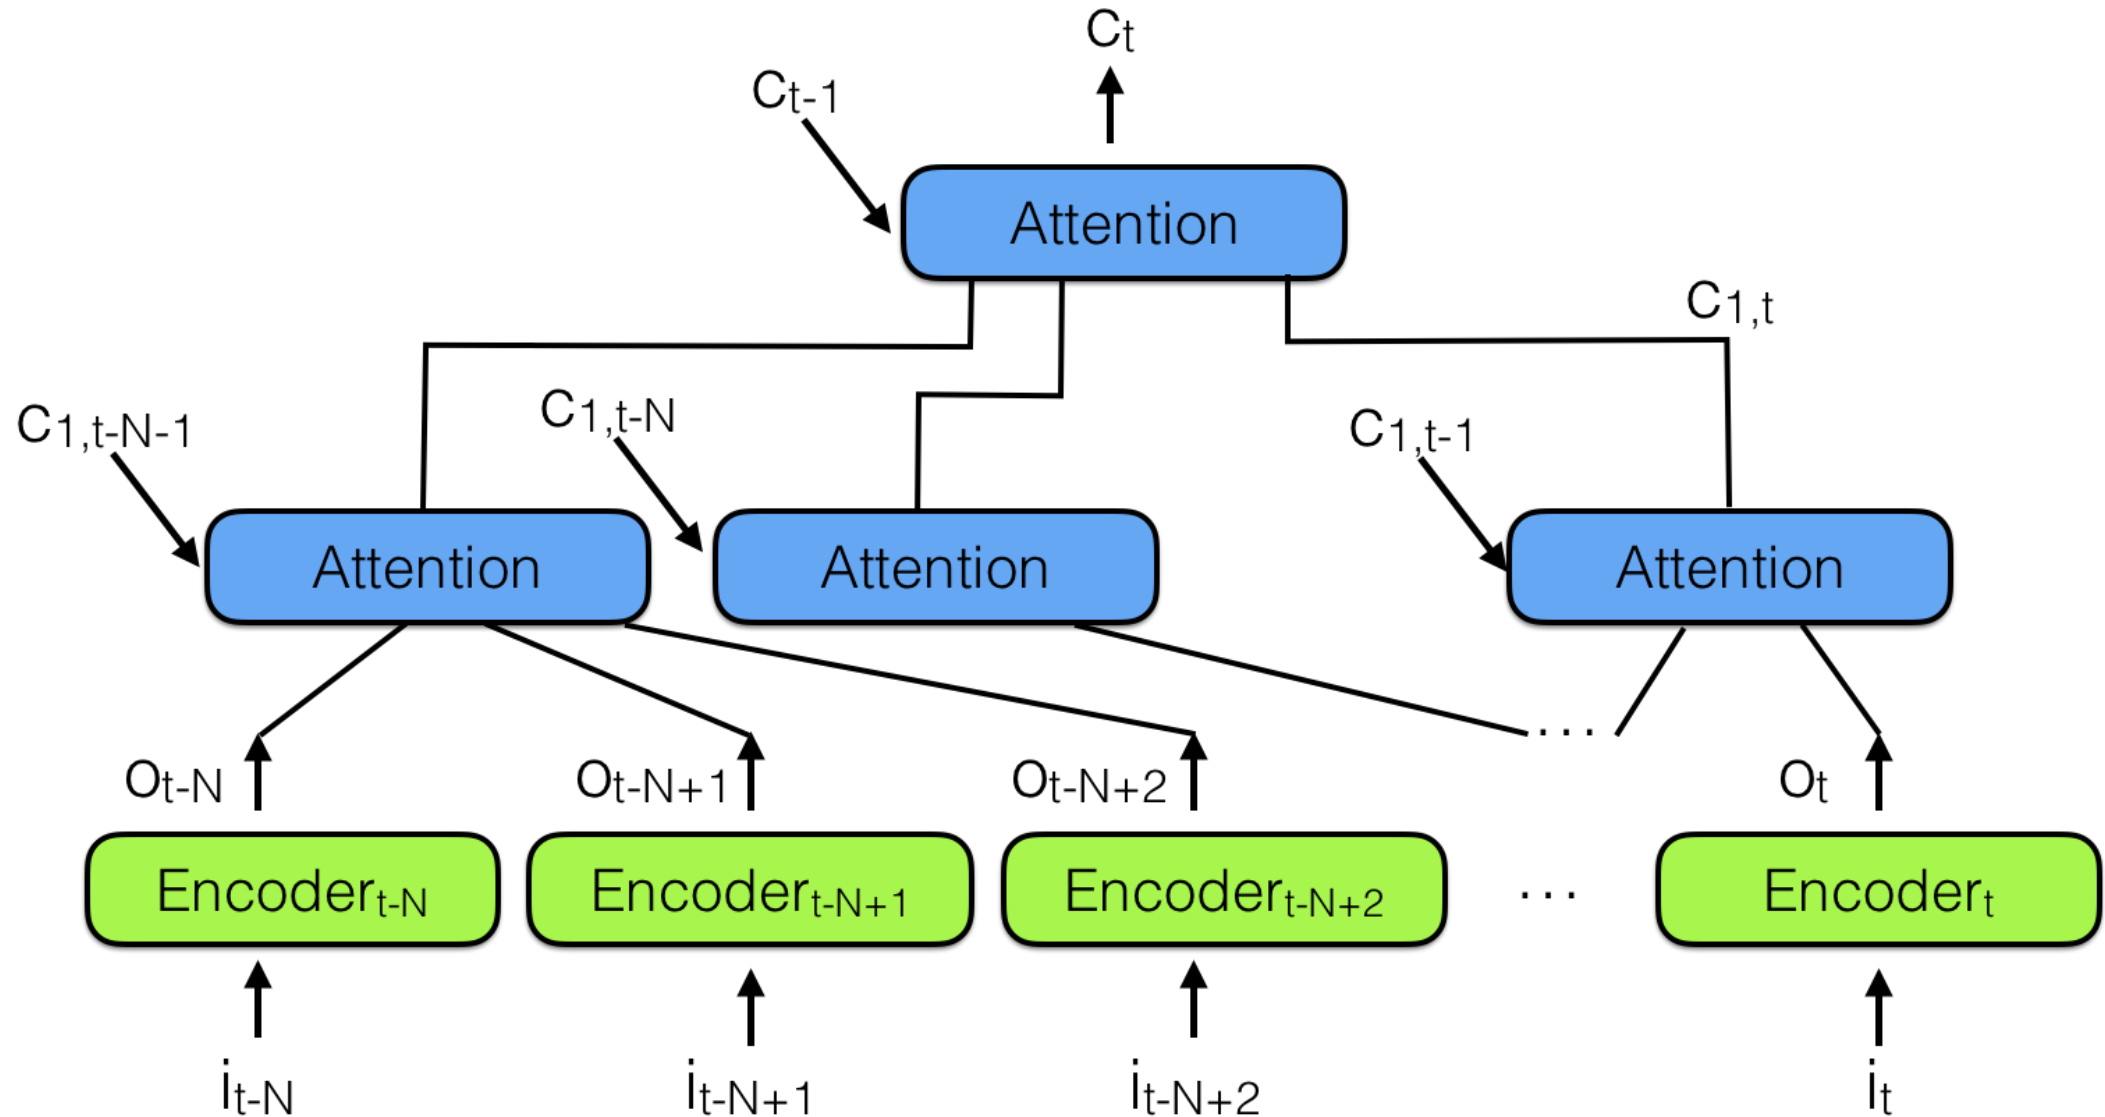 Ct
Ct-1
Attention
C1,t
C1,t-N-1
C1,t-N
C1,t-1
Attention
Attention
Attention
...
Ot-N
Ot-N+1
Ot-N+2
Ot
Encodert-N
Encodert-N+1
Encodert-N+2
...
Encodert
it-N
it-N+1
it-N+2
it